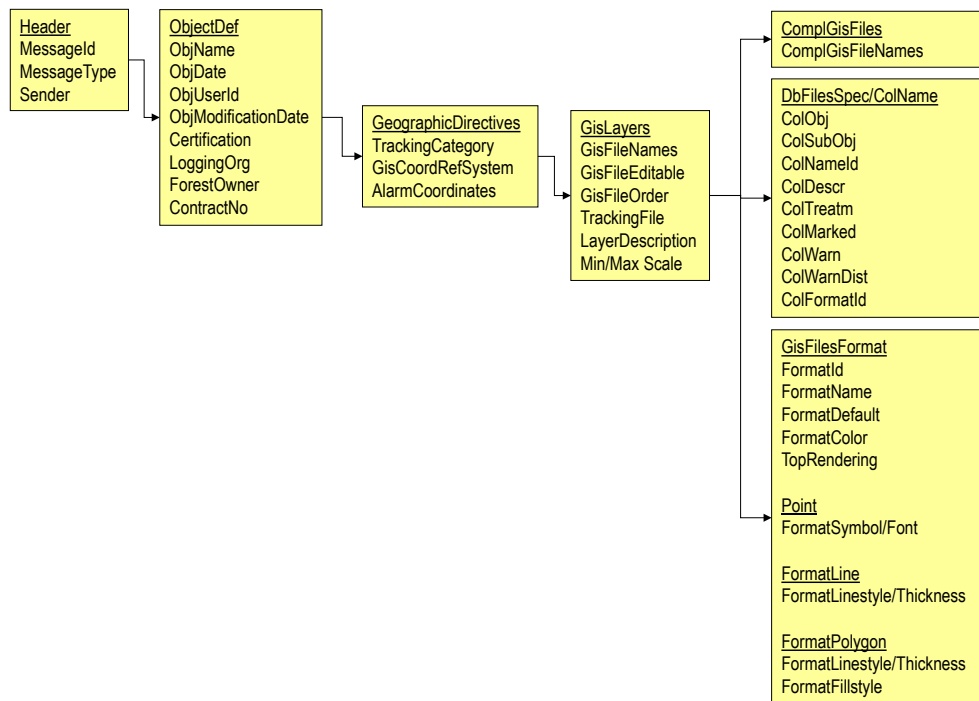 Header
MessageId
MessageType
Sender
ObjectDef
ObjName
ObjDate
ObjUserId
ObjModificationDate
Certification
LoggingOrg
ForestOwner
ContractNo
GeographicDirectives
TrackingCategory
GisCoordRefSystem
AlarmCoordinates
GisLayers
GisFileNames
GisFileEditable
GisFileOrder
TrackingFile
LayerDescription
Min/Max Scale
ComplGisFiles
ComplGisFileNames
DbFilesSpec/ColName
ColObj
ColSubObj
ColNameId
ColDescr
ColTreatm
ColMarked
ColWarn
ColWarnDist
ColFormatId
GisFilesFormat
FormatId
FormatName
FormatDefault
FormatColor
TopRendering
Point
FormatSymbol/Font
FormatLine
FormatLinestyle/Thickness
FormatPolygon
FormatLinestyle/Thickness
FormatFillstyle